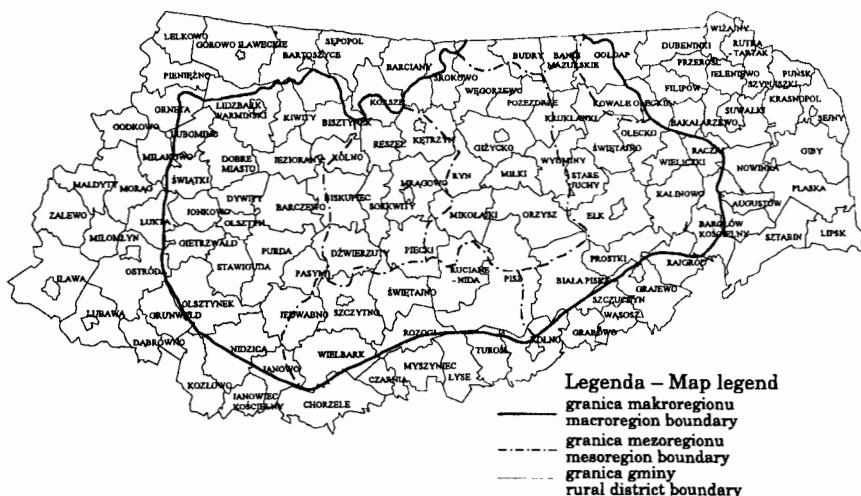 LELKOWO
GÓROWO IŁAWECKIE
BARTOSZYCE
SĘPOPOL
BARCIANY
SROKOWO
BUDRY
BANIE
MAZURSKIE
GOŁDAP
DUBENINKI
WIŻAJNY
RUTKA
TARTAK
PRZEROŚL
JELENIEWO
PUŃSK
SZYPLISZKI
PIENIĘŻNO
WĘGORZEWO
FILIPÓW
KRASNOPOL
ORNETA
LIDZBARK
WARMIŃSKI
KIWITY
BISZTYNEK
KORSZE
POZEZDRZE
KRUKLANKI
KOWALE OLECKIE
BAKAŁARZEWO
SUWAŁKI
SEJNY
GODKOWO
LUBOMINO
RESZEL
KĘTRZYN
GIŻYCKO
OLECKO
ŚWIĘTAJNO
RACZKI
GIBY
MIŁAKOWO
DOBRE
MIASTO
JEZIORANY
KOLNO
WYDMINY
WIELICZKI
NOWINKA
MAŁDYTY
MORĄG
ŚWIĄTKI
MRĄGOWO
RYN
MIŁKI
STARE
JUCHY
KALINOWO
PŁASKA
ZALEWO
ŁUKTA
JONKOWO
DYWITY
BARCZEWO
BISKUPIEC
SORKWITY
MIKOŁAJKI
ORZYSZ
EŁK
AUGUSTÓW
BARGŁÓW
KOŚCIELNY
SZTABIN
LIPSK
MIŁOMŁYN
OLSZTYN
GIETRZWAŁD
PURDA
DŹWIERZUTY
PIECKI
PROSTKI
RAJGRÓD
IŁAWA
OSTRÓDA
STAWIGUDA
PASYM
RUCIANE
-NIDA
PISZ
BIAŁA PISKA
GRAJEWO
LUBAWA
GRUNWALD
OLSZTYNEK
JEDWABNO
SZCZYTNO
ŚWIĘTAJNO
SZCZUCZYN
WĄSOSZ
DĄBRÓWNO
NIDZICA
ROZOGI
KOLNO
GRABOWO
JANOWO
WIELBARK
MYSZYNIEC
TUROŚL
KOZŁOWO
JANOWIEC
KOŚCIELNY
CHORZELE
CZARNIA
ŁYSE
Legenda – Map legend
granica makroregionu
macroregion boundary
granica mezoregionu
mesoregion boundary
granica gminy
rural district boundary